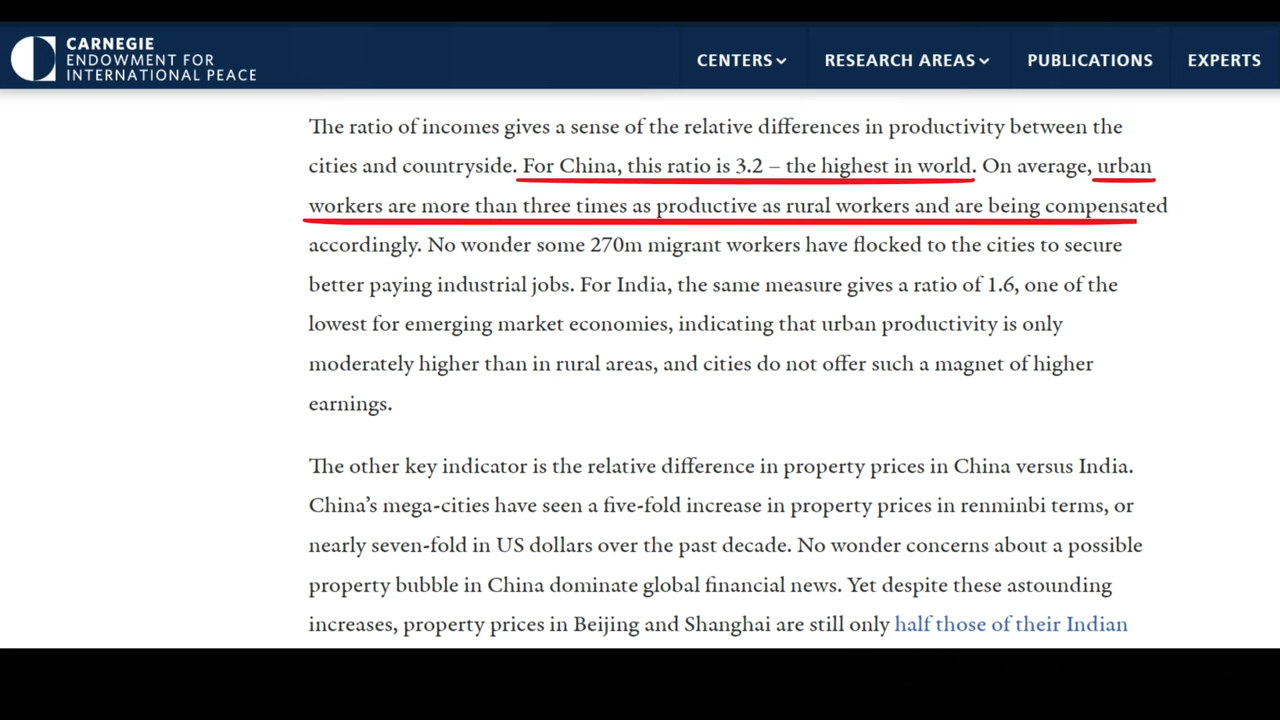 CARNEGIE
ENDOWMENT FOR
INTERNATIONAL PEACE
CENTERS
RESEARCH AREAS
PUBLICATIONS
EXPERTS
The ratio of incomes gives a sense of the relative differences in productivity between the
cities and countryside. For China, this ratio is 3.2 – the highest in world. On average, urban
workers are more than three times as productive as rural workers and are being compensated
accordingly. No wonder some 270m migrant workers have flocked to the cities to secure
better paying industrial jobs. For India, the same measure gives a ratio of 1.6, one of the
lowest for emerging market economies, indicating that urban productivity is only
moderately higher than in rural areas, and cities do not offer such a magnet of higher
earnings.
The other key indicator is the relative difference in property prices in China versus India.
China’s mega-cities have seen a five-fold increase in property prices in renminbi terms, or
nearly seven-fold in US dollars over the past decade. No wonder concerns about a possible
property bubble in China dominate global financial news. Yet despite these astounding
increases, property prices in Beijing and Shanghai are still only half those of their Indian